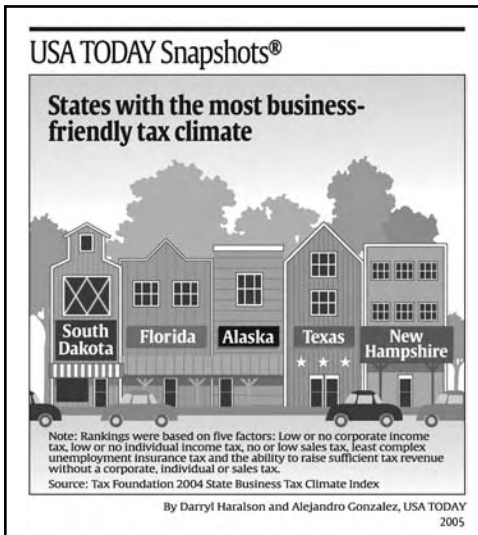 USA TODAY Snapshots®
States with the most business-
friendly tax climate
South
Dakota
Florida
Alaska
Texas
New
Hampshire
Note: Rankings were based on five factors: Low or no corporate income
tax, low or no individual income tax, no or low sales tax, least complex
unemployment insurance tax and the ability to raise sufficient tax revenue
without a corporate, individual or sales tax.
Source: Tax Foundation 2004 State Business Tax Climate Index
By Darryl Haralson and Alejandro Gonzalez, USA TODAY
2005